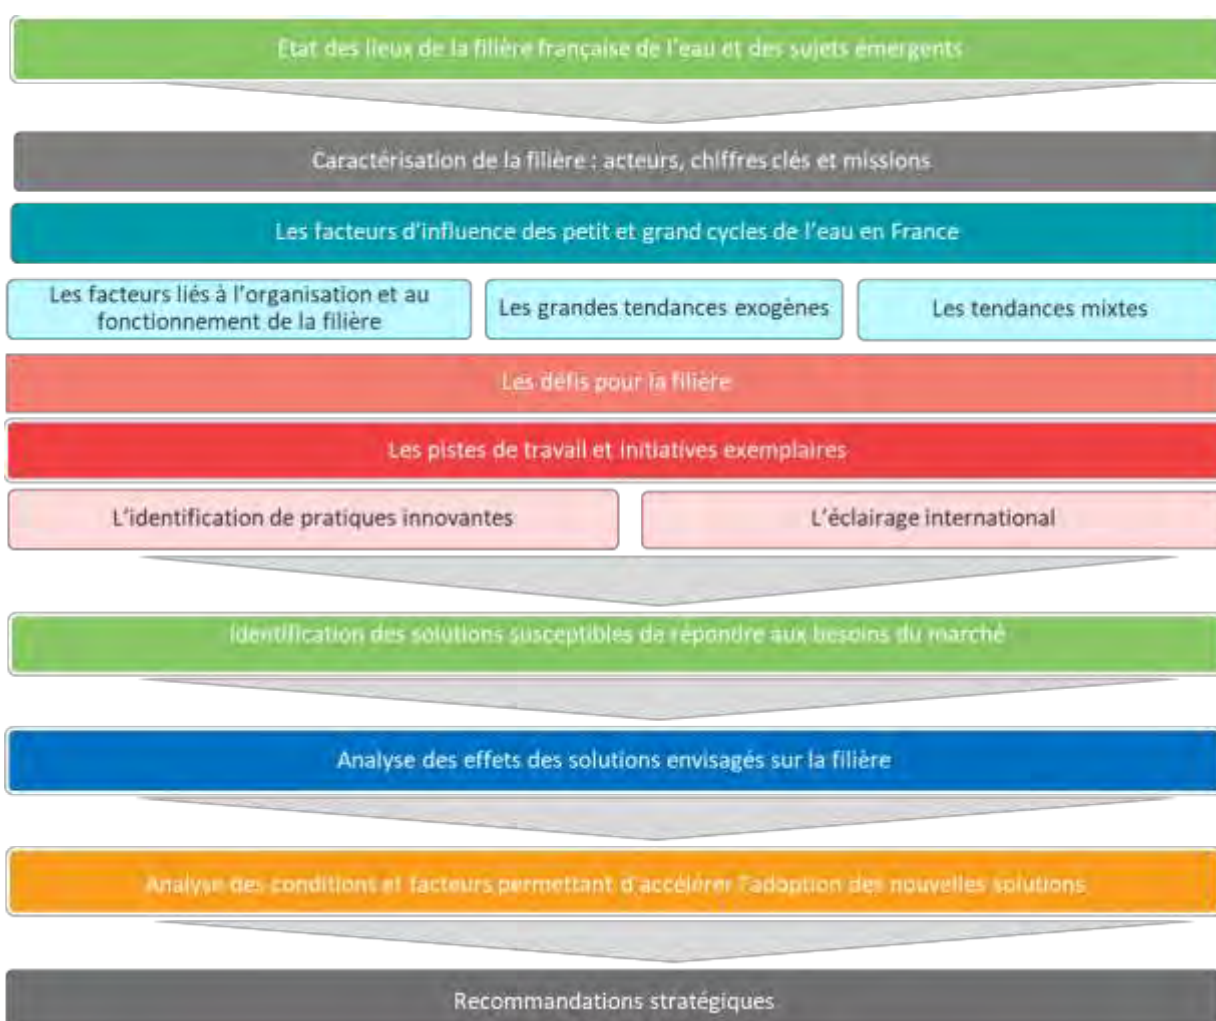 Etat des lieux de la filière française de l'eau et des sujets émergents
Caractérisation de la filière : acteurs, chiffres clés et missions
Les facteurs d'influence des petit et grand cycles de l'eau en France
Les facteurs liés à l'organisation et au
fonctionnement de la filière
Les grandes tendances exogènes
Les tendances mixtes
Les défis pour la filière
Les pistes de travail et initiatives exemplaires
L'identification de pratiques innovantes
L'éclairage international
Identification des solutions susceptibles de répondre aux besoins du marché
Analyse des effets des solutions envisagés sur la filière
Analyse des conditions et facteurs permettant d'accélérer l'adoption des nouvelles solutions
Recommandations stratégiques